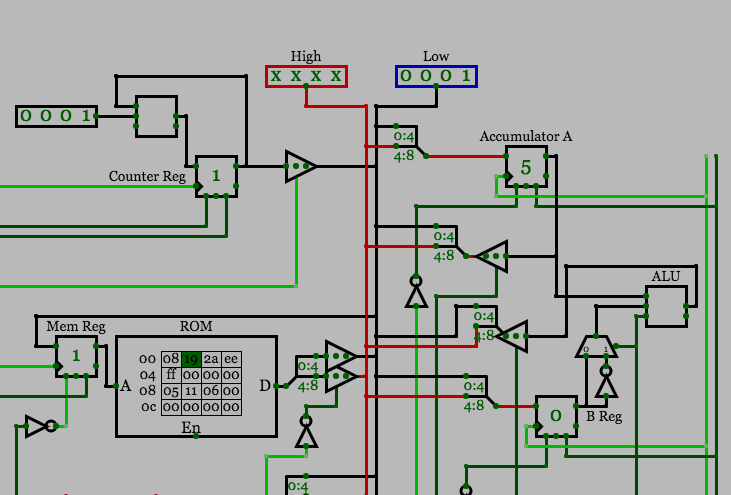 High Low
X X X X 0 0 0 1
0 0 0 1
0:4
4:8
Accumulator A
5
Counter Reg 1
0:4
4:8
ALU
0:4
4:8
Mem Reg ROM
1
A D
00 08 19 2a ee
04 ff 00 00 00
08 05 11 06 00
0c 00 00 00 00
En
0:4
4:8
0 1
0:4
4:8
0
B Reg
0:4